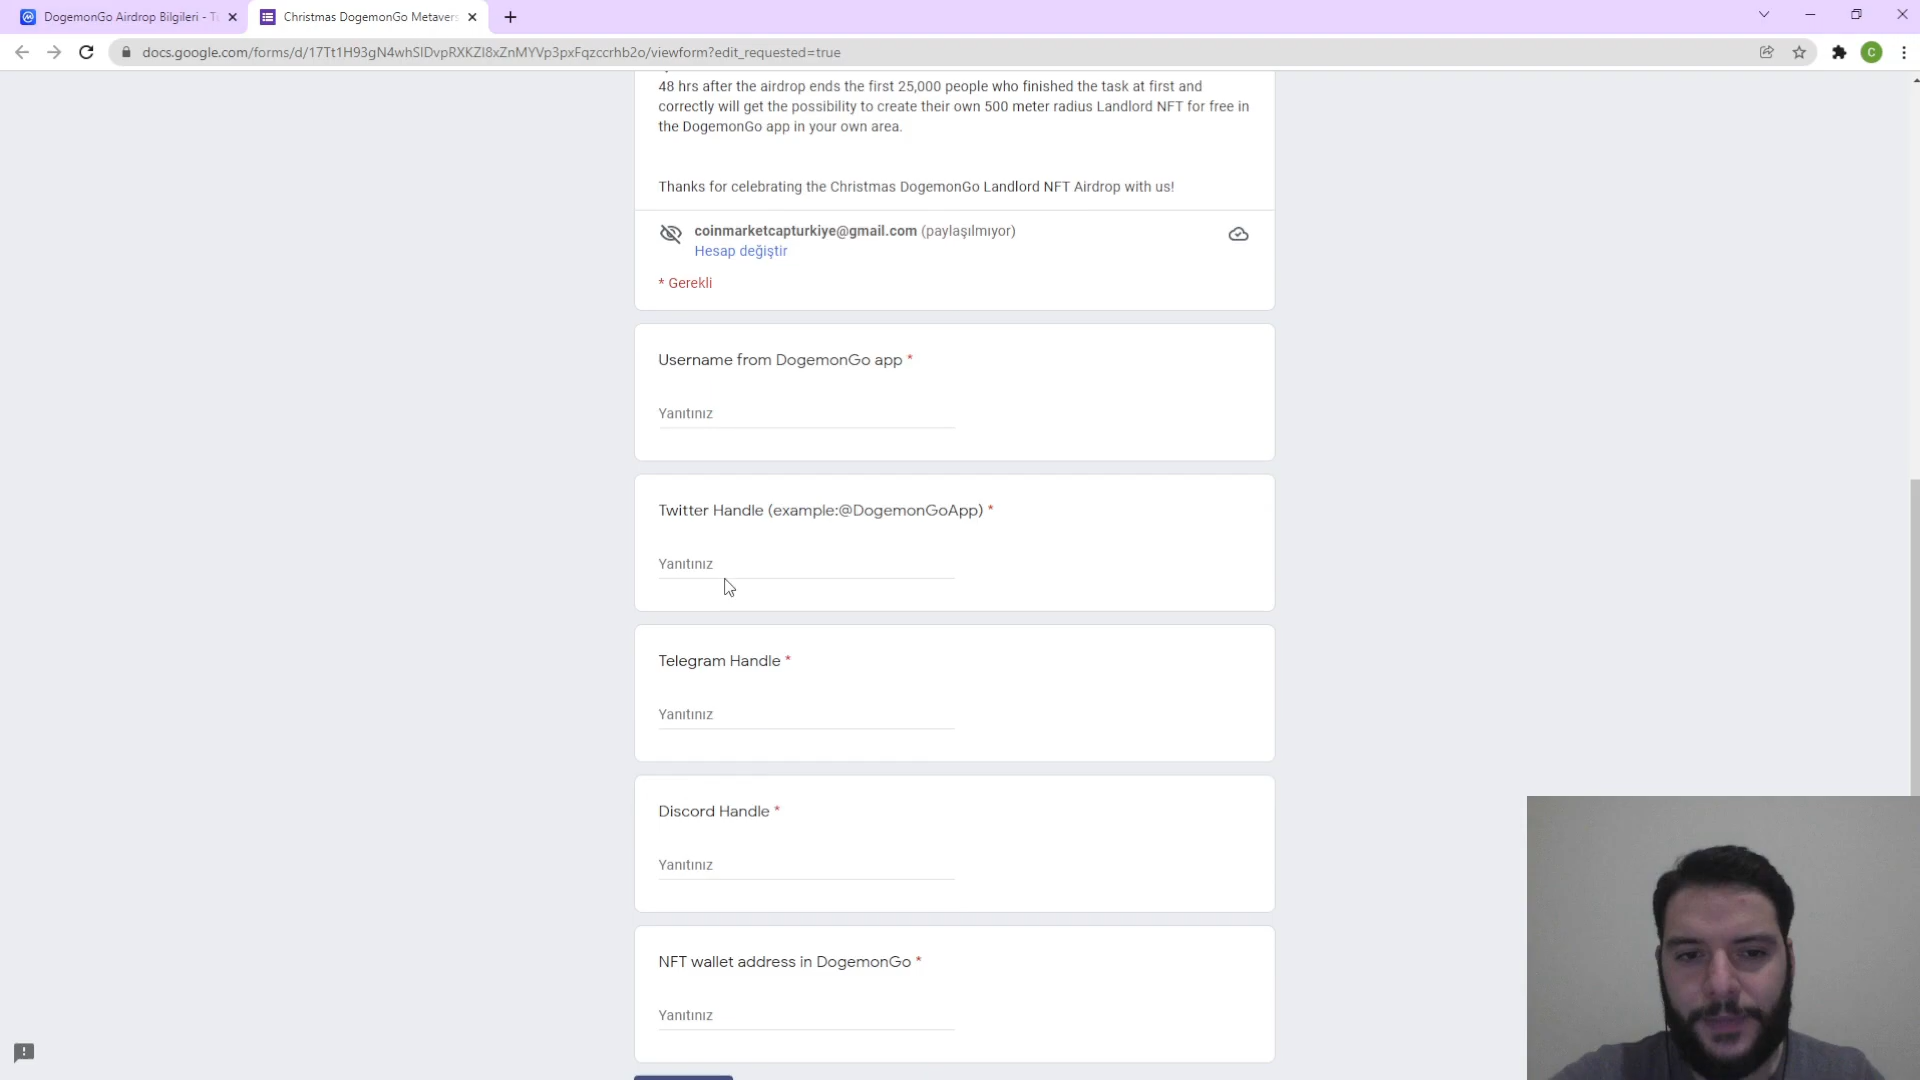 DogemonGo Airdrop Bilgileri - T
Christmas DogemonGo Metavers
docs.google.com/forms/d/17Tt1H93gN4whSlDvpRXKZl8xZnMYVp3pxFqzccrhb2o/viewform?edit_requested=true
C
48 hrs after the airdrop ends the first 25,000 people who finished the task at first and
correctly will get the possibility to create their own 500 meter radius Landlord NFT for free in
the DogemonGo app in your own area.
Thanks for celebrating the Christmas DogemonGo Landlord NFT Airdrop with us!
coinmarketcapturkiye@gmail.com (paylaşılmıyor)
Hesap değiştir
* Gerekli
Username from DogemonGo app *
Yanıtınız
Twitter Handle (example:@DogemonGoApp) *
Yanıtınız
Telegram Handle *
Yanıtınız
Discord Handle *
Yanıtınız
NFT wallet address in DogemonGo *
Yanıtınız